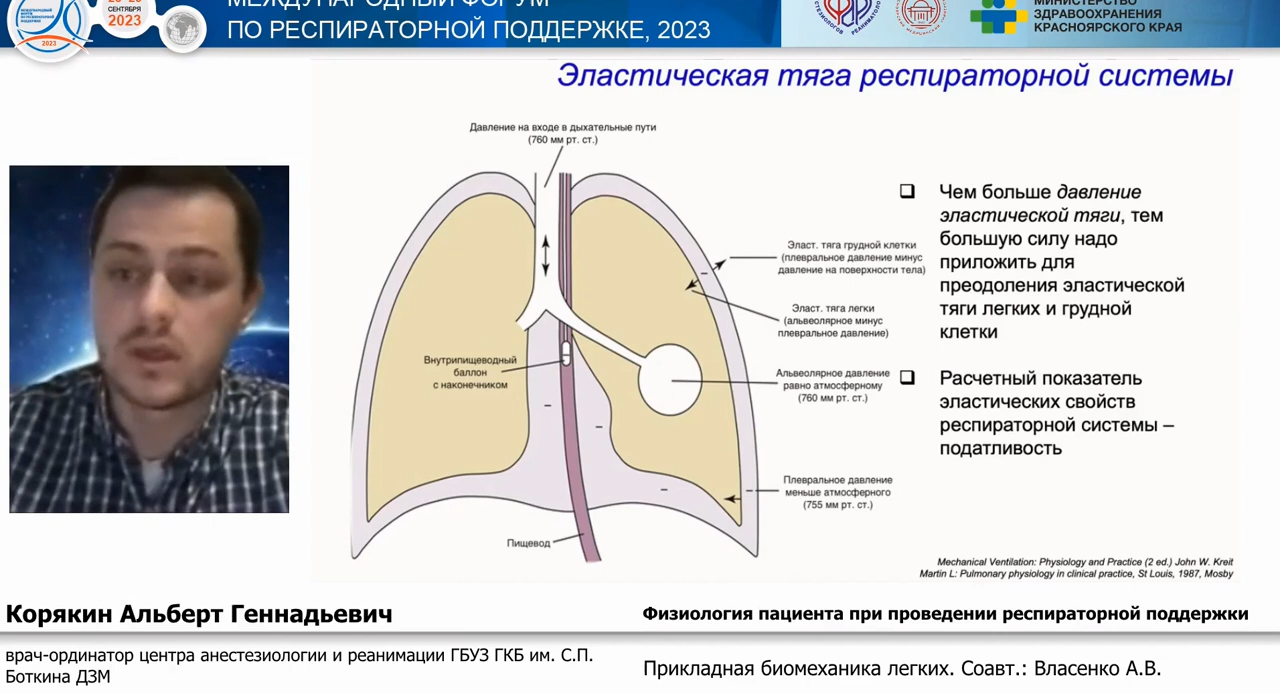 МЕЖДУНАРОДНЫЙ ФОРУМ
ПО РЕСПИРАТОРНОЙ ПОДДЕРЖКЕ, 2023
СЕНТЯБРЯ
2023
2023
МИНИСТЕРСТВО
ЗДРАВООХРАНЕНИЯ
КРАСНОЯРСКОГО КРАЯ
Эластическая тяга респираторной системы
Давление на входе в дыхательные пути
(760 мм рт. ст.)
Эласт. тяга грудной клетки
(плевральное давление минус
давление на поверхности тела)
Эласт. тяга легки
(альвеолярное минус
плевральное давление)
Внутрипищеводный
баллон
с наконечником
Альвеолярное давление
равно атмосферному
(760 мм рт. ст.)
Плевральное давление
меньше атмосферного
(755 мм рт. ст.)
Пищевод
Чем больше давление
эластической тяги, тем
большую силу надо
приложить для
преодоления эластической
тяги легких и грудной
клетки
Расчетный показатель
эластических свойств
респираторной системы –
податливость
Mechanical Ventilation: Physiology and Practice (2 ed.) John W. Kreit
Martin L: Pulmonary physiology in clinical practice, St Louis, 1987, Mosby
Корякин Альберт Геннадьевич
Физиология пациента при проведении респираторной поддержки
врач-ординатор центра анестезиологии и реанимации ГБУЗ ГКБ им. С.П.
Боткина ДЗМ
Прикладная биомеханика легких. Соавт.: Власенко А.В.